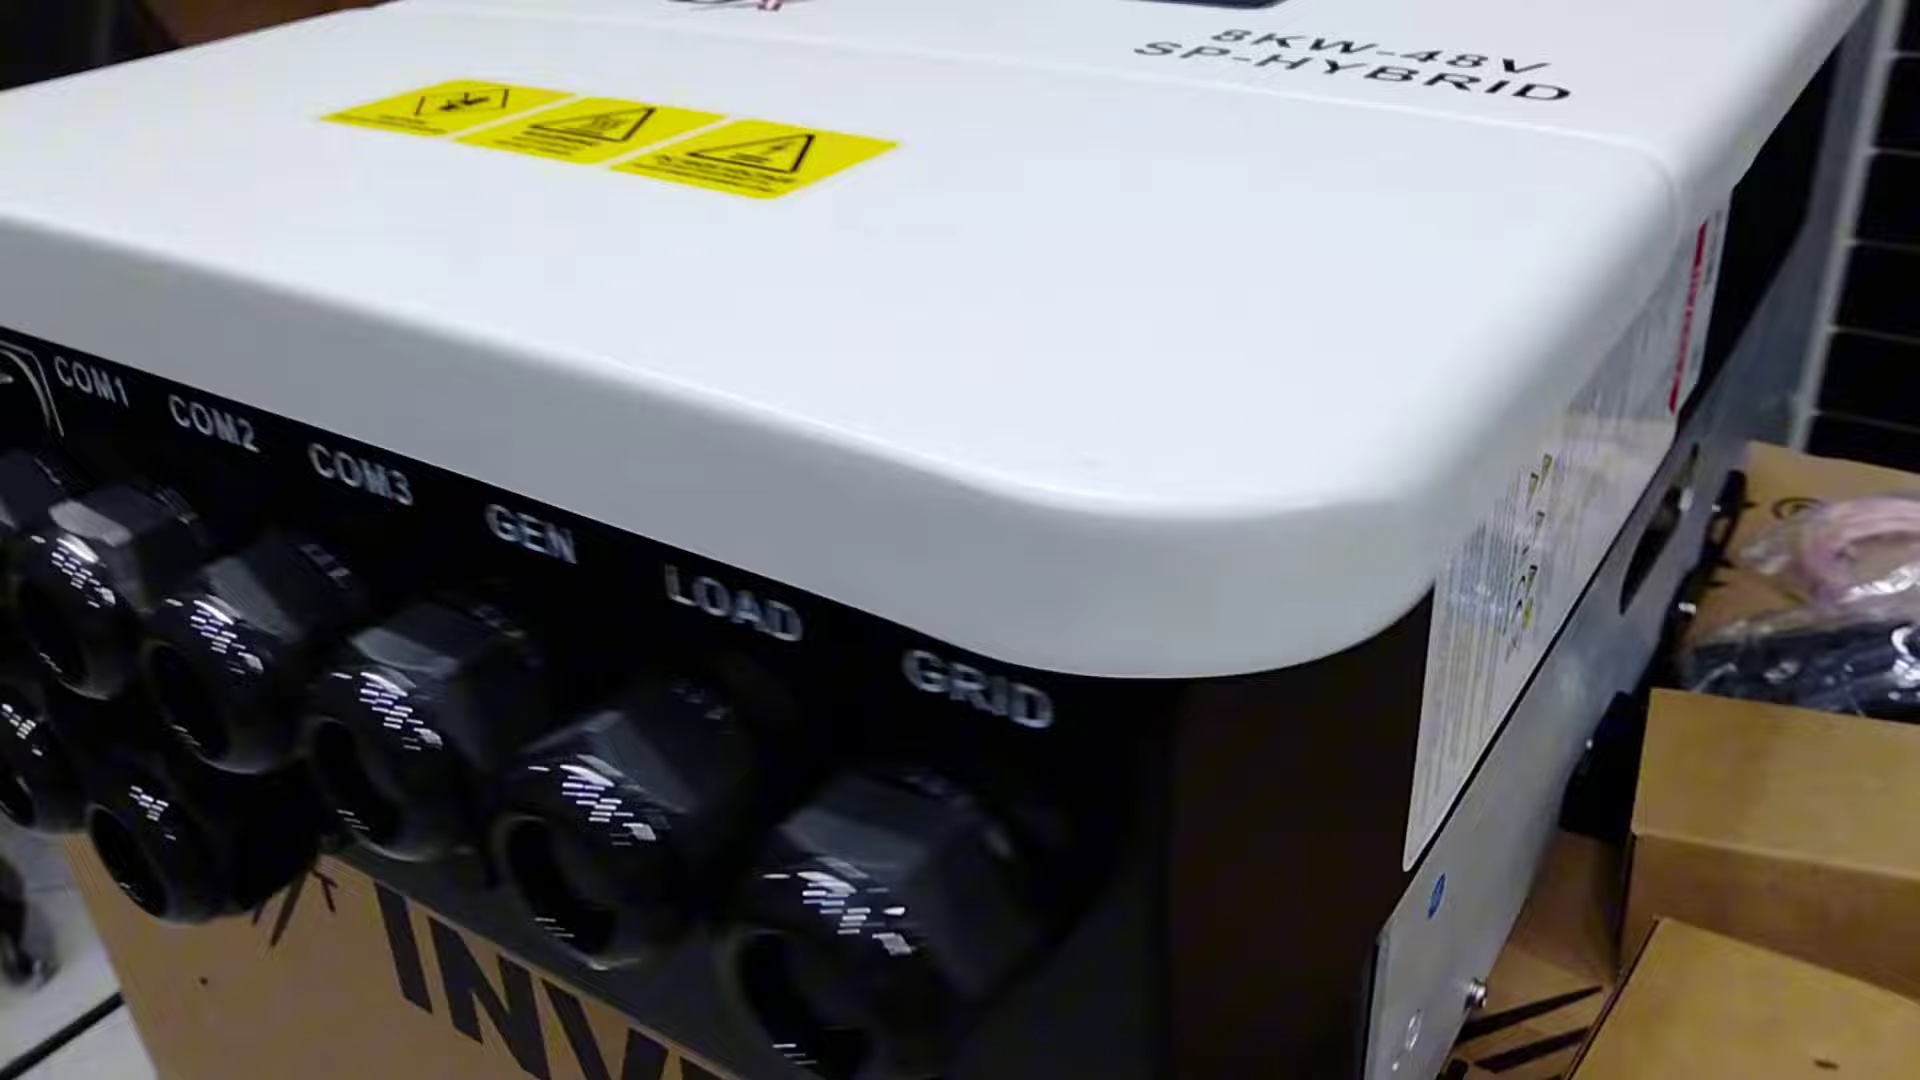 8KW-48V
SP-HYBRID
COM1
COM2
COM3
GEN
LOAD
GRID
INV